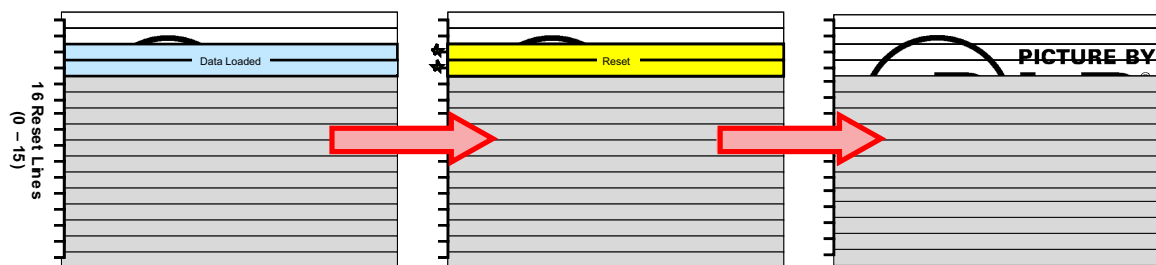 16 Reset Lines
(0 – 15)
Data Loaded
Reset
PICTURE BY
®